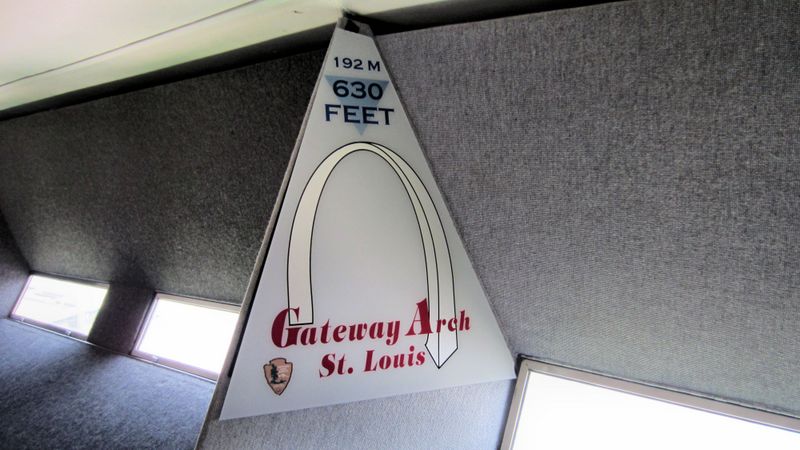 192 M
630
FEET
Gateway Arch
St. Louis